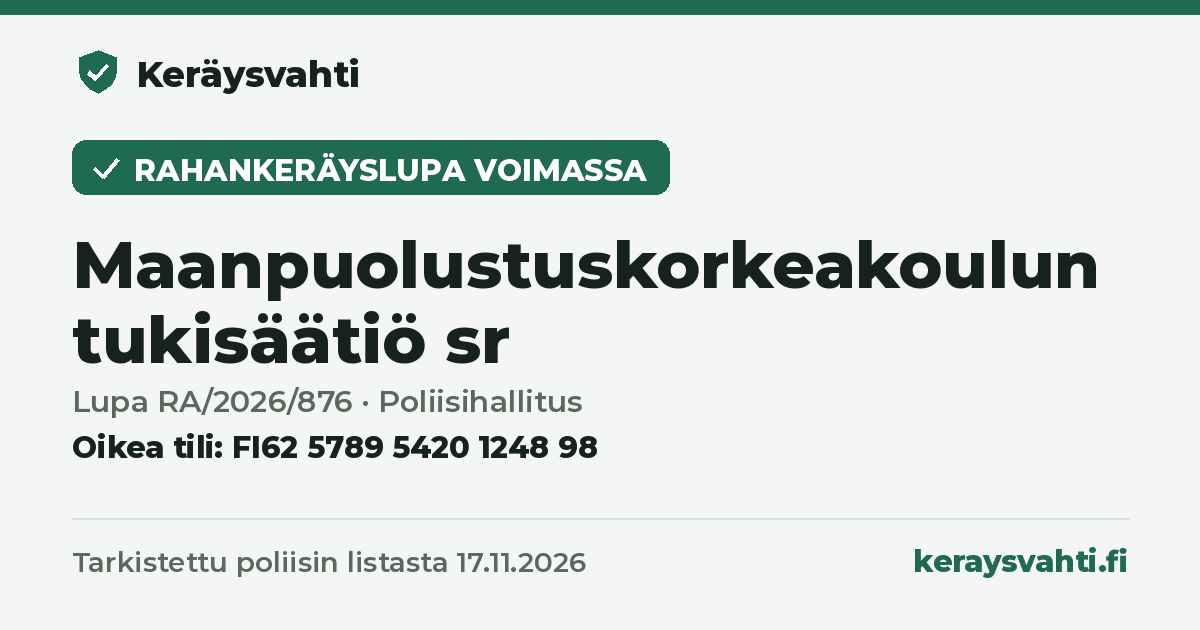 Keräysvahti
RAHANKERÄYSLUPA VOIMASSA
Maanpuolustuskorkeakoulun
tukisäätiö sr
Lupa RA/2026/876 · Poliisihallitus
Oikea tili: FI62 5789 5420 1248 98
Tarkistettu poliisin listasta 17.11.2026
keraysvahti.fi